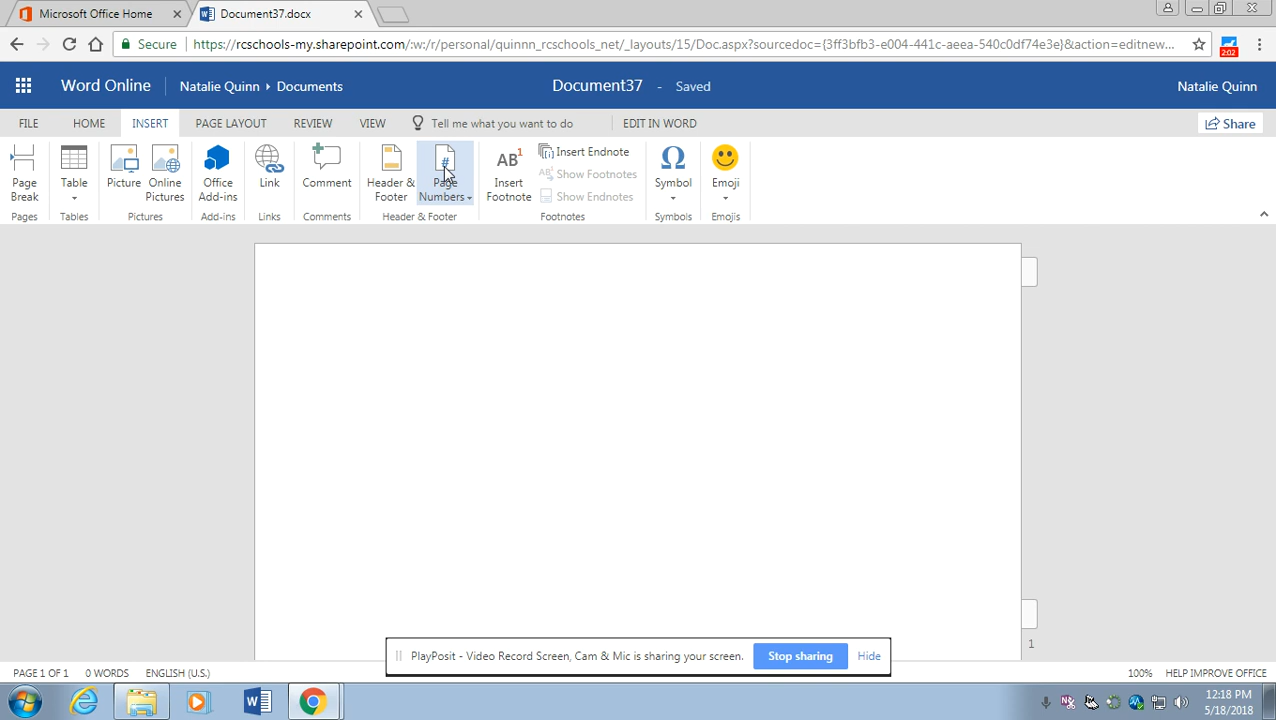 Microsoft Office Home
Document37.docx
Secure
https://rcschools-my.sharepoint.com/:w:/r/personal/quinnn_rcschools_net/_layouts/15/Doc.aspx?sourcedoc={3ff3bfb3-e004-441c-aeea-540c0df74e3e}&action=editnew...
2:02
Word Online
Natalie Quinn ▸ Documents
Document37 - Saved
Natalie Quinn
FILE HOME INSERT PAGE LAYOUT REVIEW VIEW Tell me what you want to do EDIT IN WORD Share
Page Break
Table
Picture
Online Pictures
Office Add-ins
Link
Comment
Header & Footer
#
Page Numbers
AB1
Insert Footnote
Insert Endnote
Show Footnotes
Show Endnotes
Ω
Symbol
Emoji
Pages Tables Pictures Add-ins Links Comments Header & Footer Footnotes Symbols Emojis
1
PlayPosit - Video Record Screen, Cam & Mic is sharing your screen. Stop sharing Hide
PAGE 1 OF 1 0 WORDS ENGLISH (U.S.) 100% HELP IMPROVE OFFICE
12:18 PM
5/18/2018